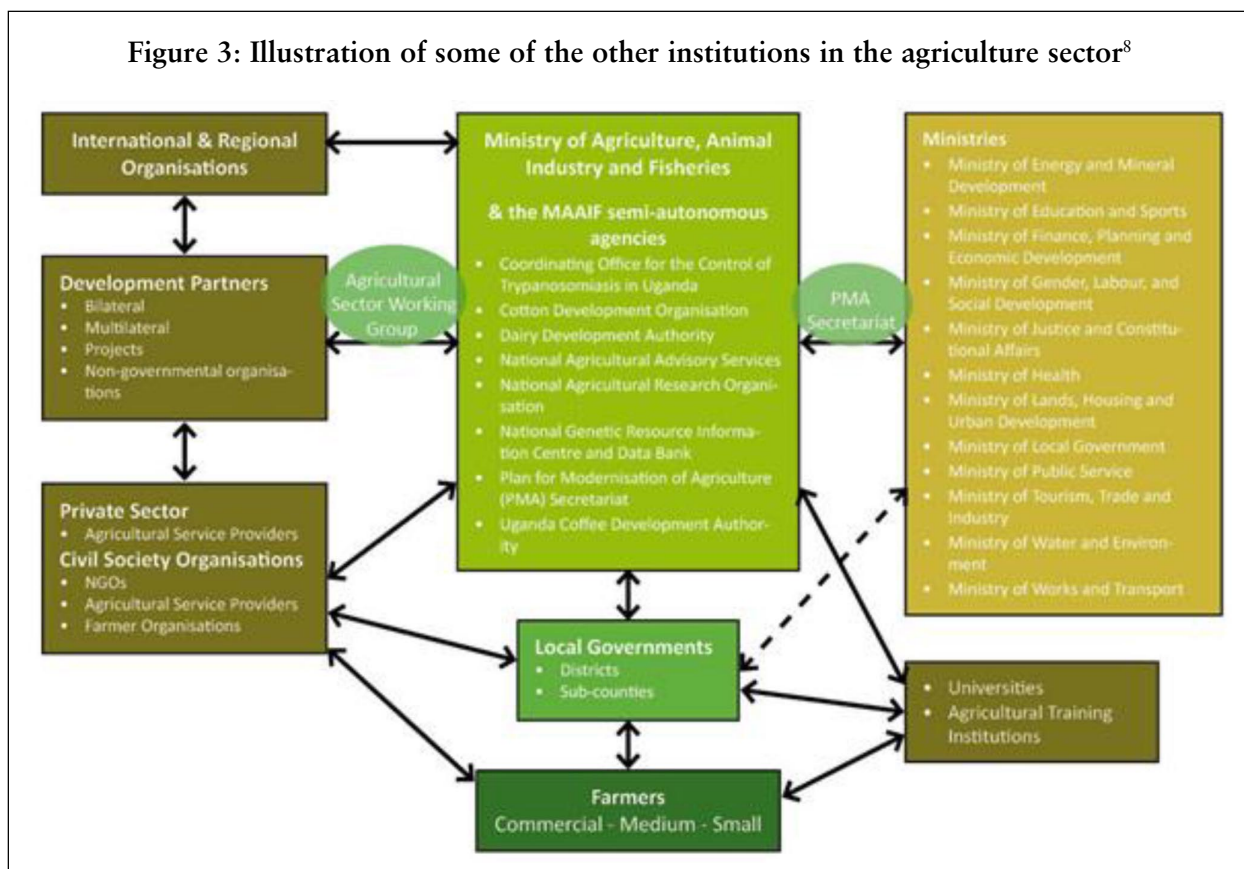 Figure 3: Illustration of some of the other institutions in the agriculture sector⁸
International & Regional
Organisations
Development Partners
• Bilateral
• Multilateral
• Projects
• Non-governmental organisa-
tions
Private Sector
• Agricultural Service Providers
Civil Society Organisations
• NGOs
• Agricultural Service Providers
• Farmer Organisations
Agricultural
Sector Working
Group
Ministry of Agriculture, Animal
Industry and Fisheries
& the MAAIF semi-autonomous
agencies
• Coordinating Office for the Control of
Trypanosomiasis in Uganda
• Cotton Development Organisation
• Dairy Development Authority
• National Agricultural Advisory Services
• National Agricultural Research Organi-
sation
• National Genetic Resource Informa-
tion Centre and Data Bank
• Plan for Modernisation of Agriculture
(PMA) Secretariat
• Uganda Coffee Development Author-
ity
PMA
Secretariat
Ministries
• Ministry of Energy and Mineral
Development
• Ministry of Education and Sports
• Ministry of Finance, Planning and
Economic Development
• Ministry of Gender, Labour, and
Social Development
• Ministry of Justice and Constitu-
tional Affairs
• Ministry of Health
• Ministry of Lands, Housing and
Urban Development
• Ministry of Local Government
• Ministry of Public Service
• Ministry of Tourism, Trade and
Industry
• Ministry of Water and Environ-
ment
• Ministry of Works and Transport
Local Governments
• Districts
• Sub-counties
• Universities
• Agricultural Training
Institutions
Farmers
Commercial - Medium - Small